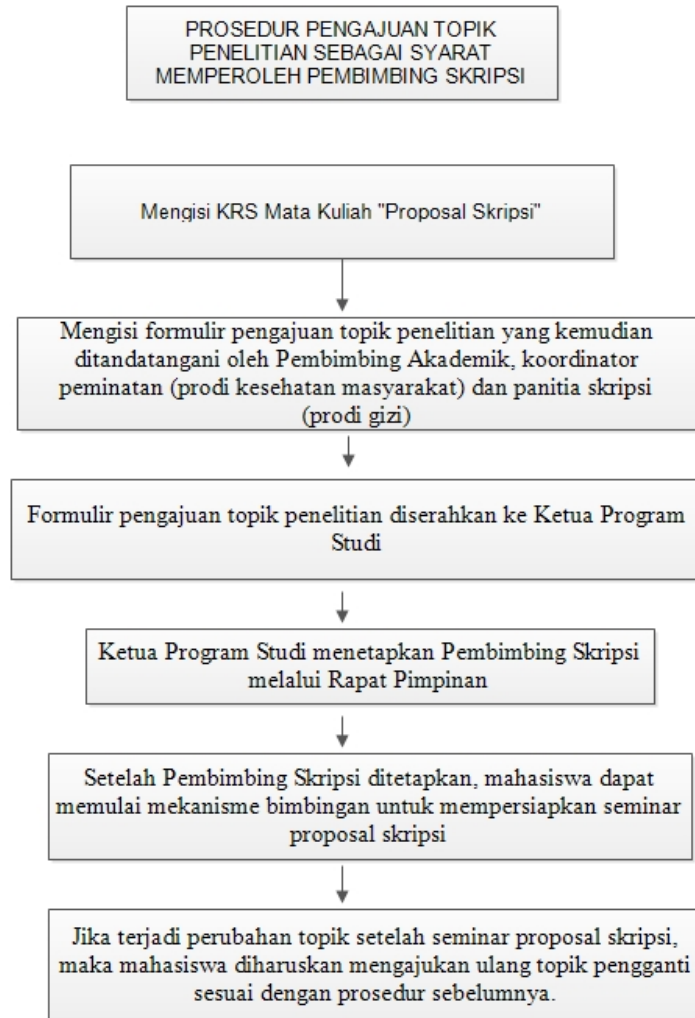 PROSEDUR PENGAJUAN TOPIK
PENELITIAN SEBAGAI SYARAT
MEMPEROLEH PEMBIMBING SKRIPSI
Mengisi KRS Mata Kuliah "Proposal Skripsi"
Mengisi formulir pengajuan topik penelitian yang kemudian
ditandatangani oleh Pembimbing Akademik, koordinator
peminatan (prodi kesehatan masyarakat) dan panitia skripsi
(prodi gizi)
Formulir pengajuan topik penelitian diserahkan ke Ketua Program
Studi
Ketua Program Studi menetapkan Pembimbing Skripsi
melalui Rapat Pimpinan
Setelah Pembimbing Skripsi ditetapkan, mahasiswa dapat
memulai mekanisme bimbingan untuk mempersiapkan seminar
proposal skripsi
Jika terjadi perubahan topik setelah seminar proposal skripsi,
maka mahasiswa diharuskan mengajukan ulang topik pengganti
sesuai dengan prosedur sebelumnya.